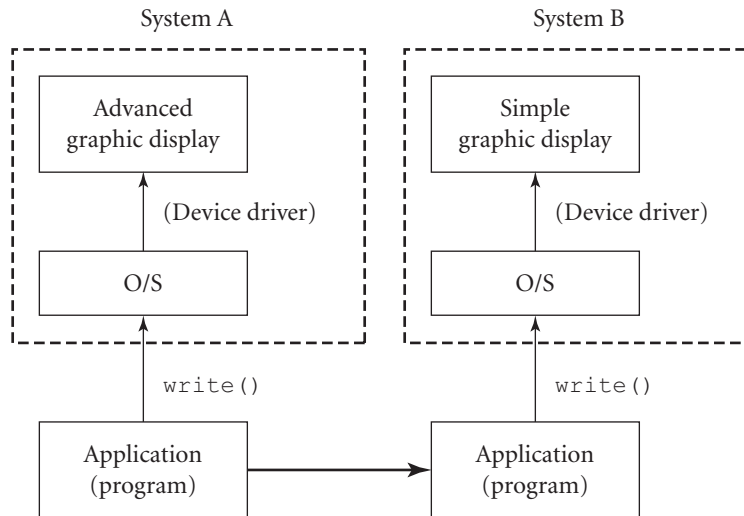 System A
Advanced
graphic display
(Device driver)
O/S
write()
Application
(program)
System B
Simple
graphic display
(Device driver)
O/S
write()
Application
(program)